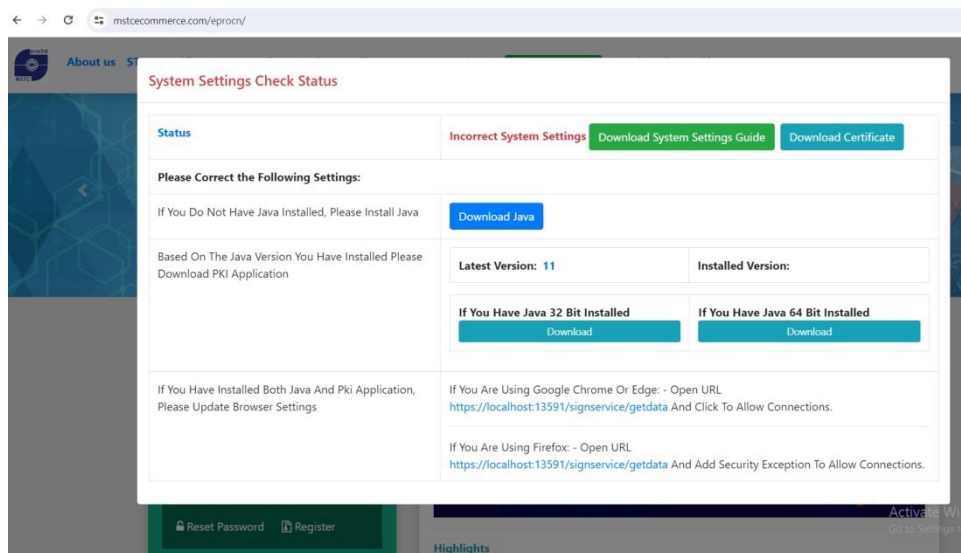 mstcecommerce.com/eprocn/
MSTC
About us
System Settings Check Status
Status
Incorrect System Settings
Download System Settings Guide
Download Certificate
Please Correct the Following Settings:
If You Do Not Have Java Installed, Please Install Java
Download Java
Based On The Java Version You Have Installed Please
Download PKI Application
Latest Version: 11
Installed Version:
If You Have Java 32 Bit Installed
Download
If You Have Java 64 Bit Installed
Download
If You Have Installed Both Java And Pki Application,
Please Update Browser Settings
If You Are Using Google Chrome Or Edge: - Open URL
https://localhost:13591/signservice/getdata And Click To Allow Connections.
If You Are Using Firefox: - Open URL
https://localhost:13591/signservice/getdata And Add Security Exception To Allow Connections.
Reset Password
Register
Highlights
Activate Wi
Go to Settings t